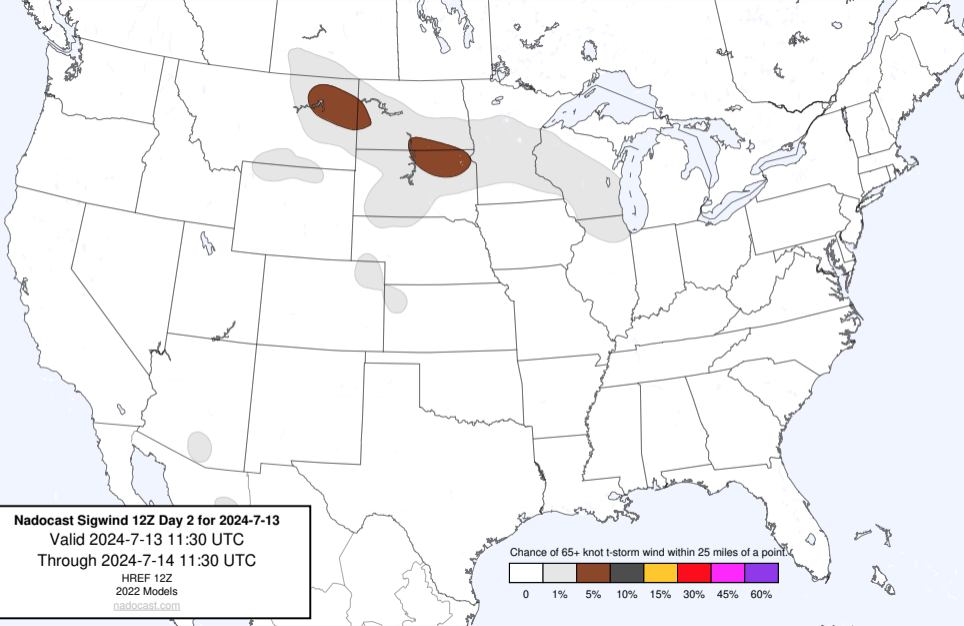 Nadocast Sigwind 12Z Day 2 for 2024-7-13
Valid 2024-7-13 11:30 UTC
Through 2024-7-14 11:30 UTC
HREF 12Z
2022 Models
nadocast.com
Chance of 65+ knot t-storm wind within 25 miles of a point.
0 1% 5% 10% 15% 30% 45% 60%